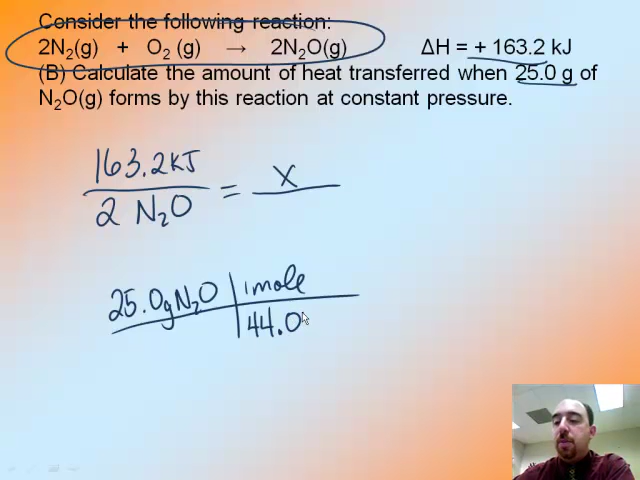 Consider the following reaction:
2N₂(g) + O₂ (g) → 2N₂O(g) ΔH = + 163.2 kJ
(B) Calculate the amount of heat transferred when 25.0 g of
N₂O(g) forms by this reaction at constant pressure.
163.2KJ
2 N₂O
=
X
25.0g N₂O 1mole
44.0